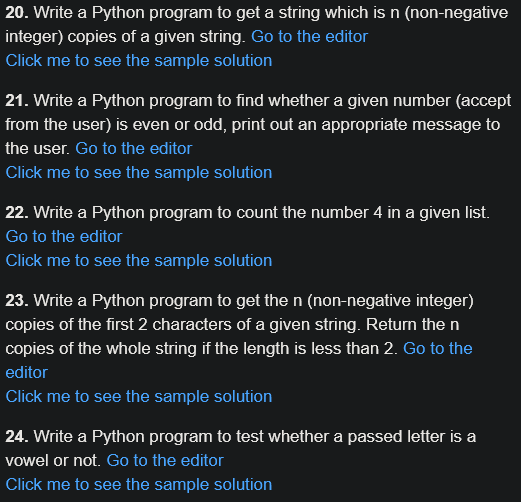 20. Write a Python program to get a string which is n (non-negative
integer) copies of a given string. Go to the editor
Click me to see the sample solution
21. Write a Python program to find whether a given number (accept
from the user) is even or odd, print out an appropriate message to
the user. Go to the editor
Click me to see the sample solution
22. Write a Python program to count the number 4 in a given list.
Go to the editor
Click me to see the sample solution
23. Write a Python program to get the n (non-negative integer)
copies of the first 2 characters of a given string. Return the n
copies of the whole string if the length is less than 2. Go to the
editor
Click me to see the sample solution
24. Write a Python program to test whether a passed letter is a
vowel or not. Go to the editor
Click me to see the sample solution